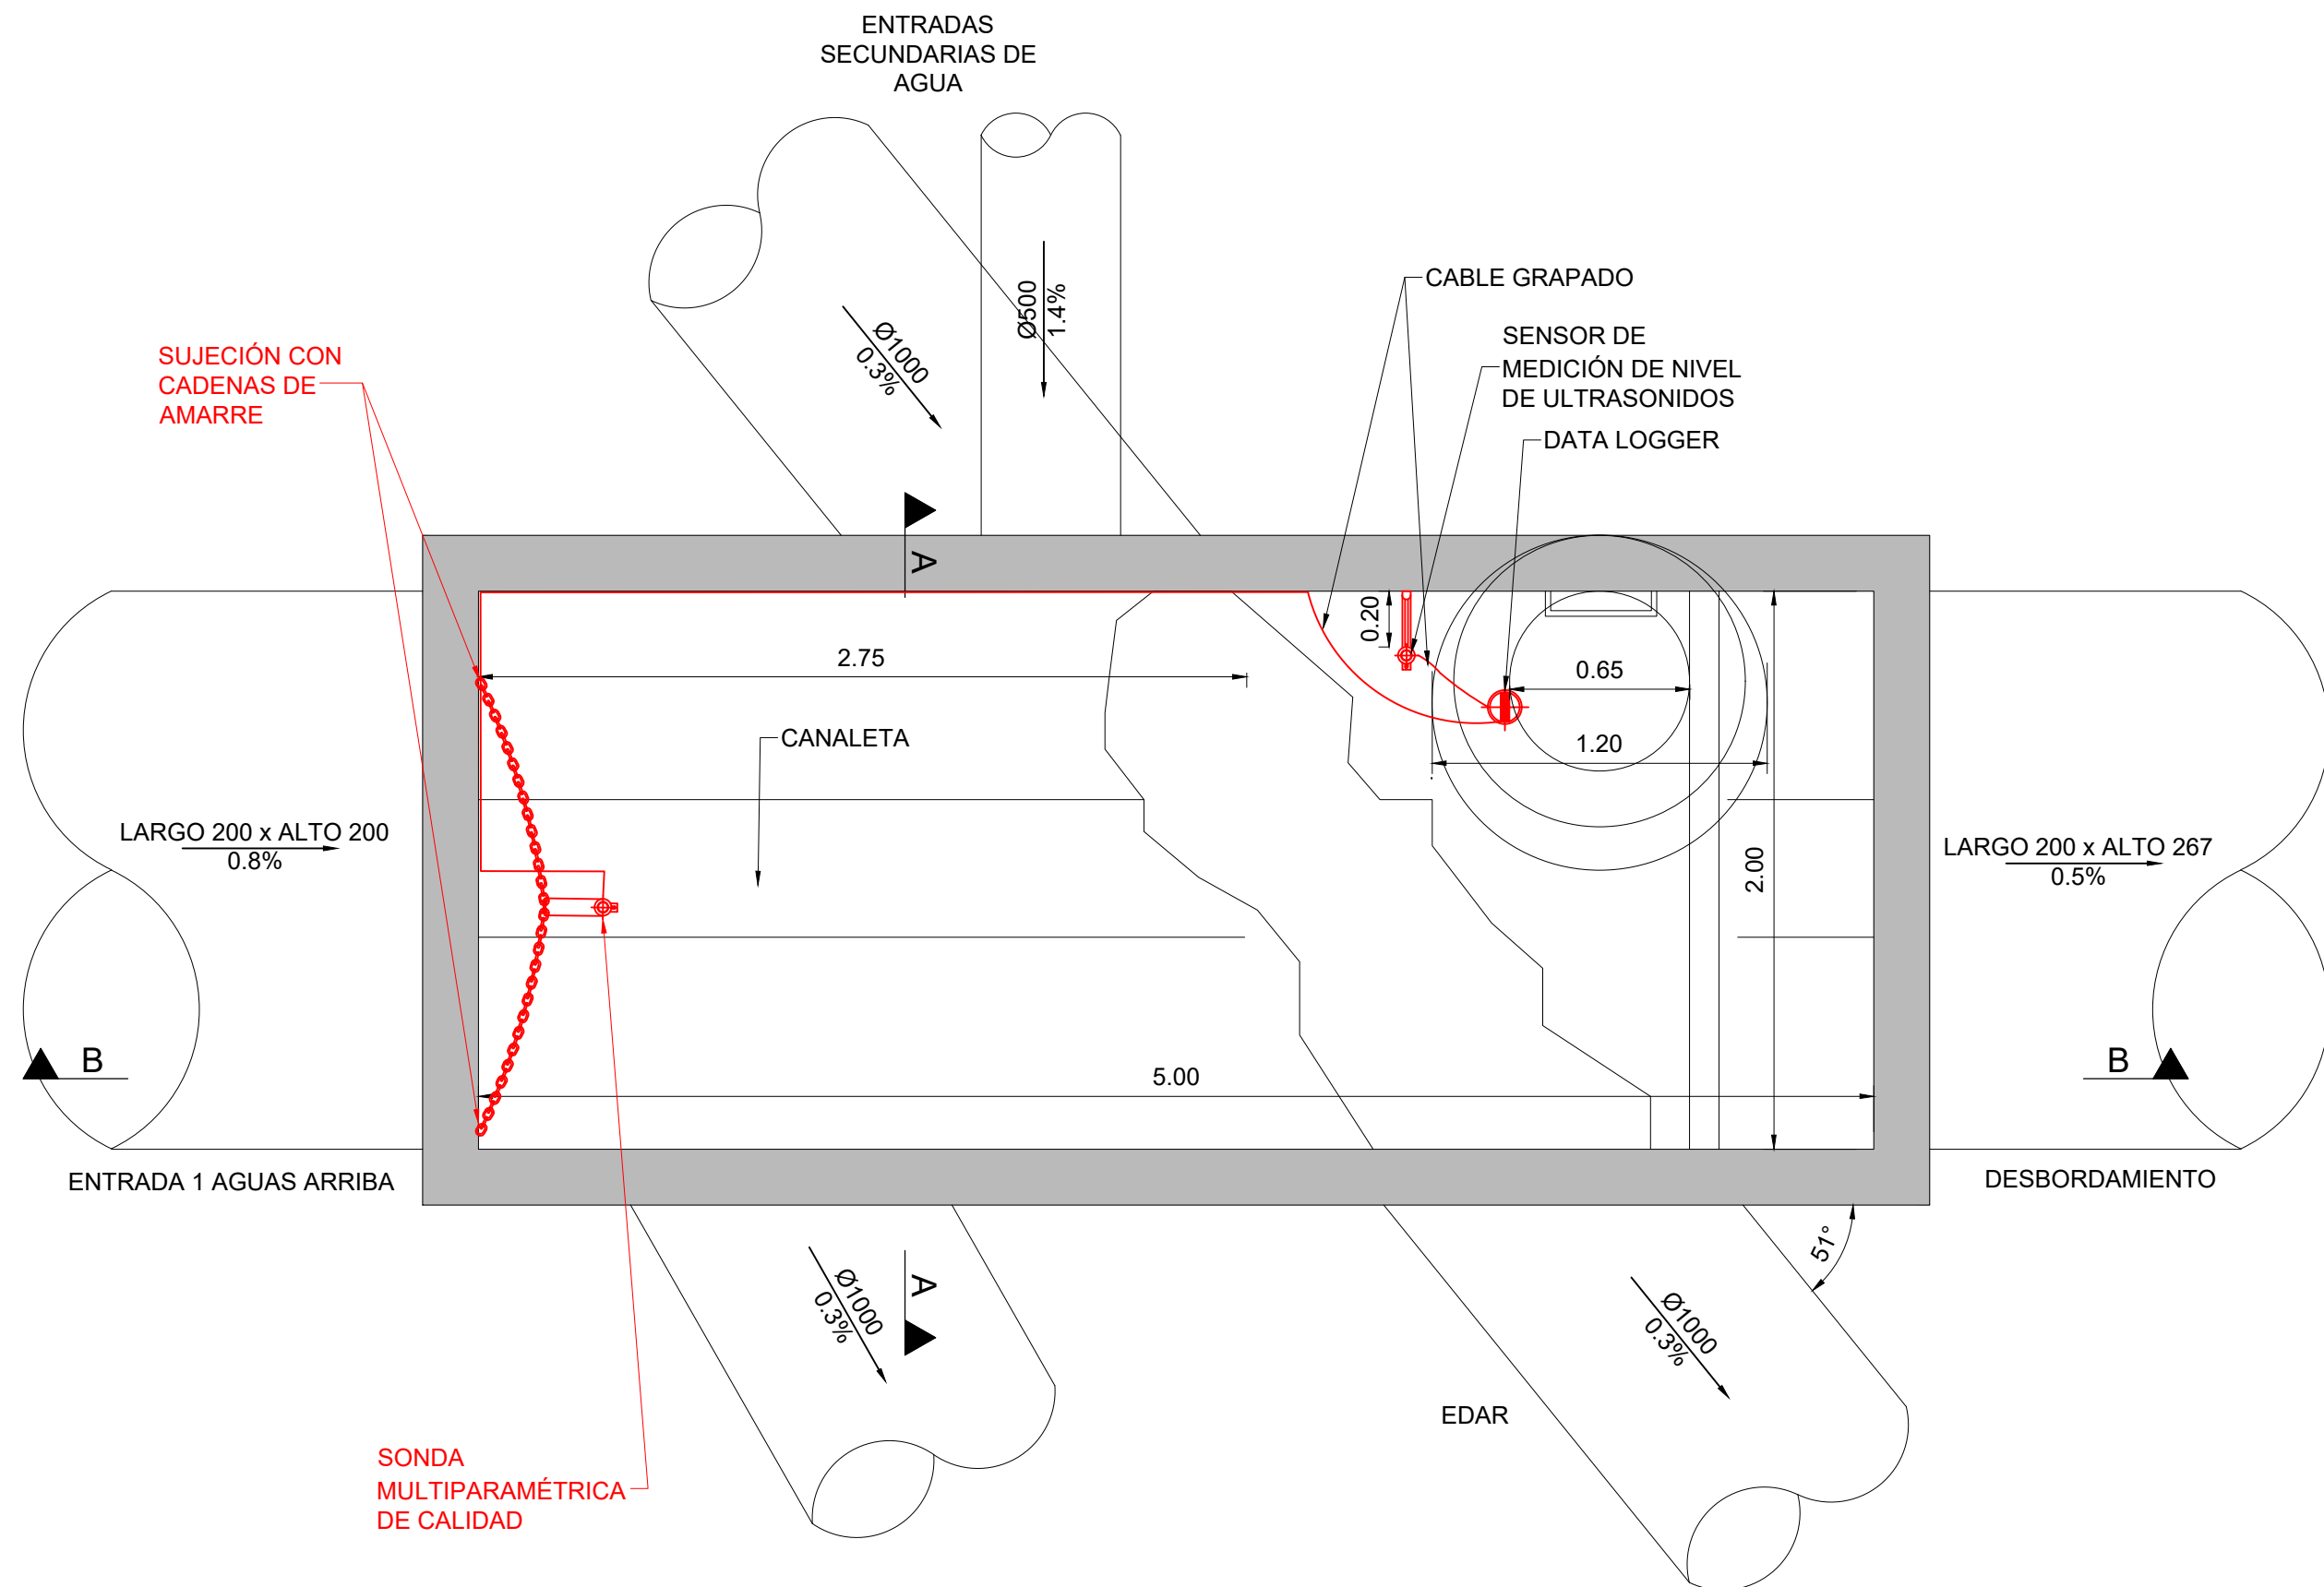 ENTRADAS
SECUNDARIAS DE
AGUA
CABLE GRAPADO
SENSOR DE
MEDICIÓN DE NIVEL
DE ULTRASONIDOS
DATA LOGGER
SUJECIÓN CON
CADENAS DE
AMARRE
Ø1000
0.3%
Ø500
1.4%
A
0.20
2.75
0.65
1.20
CANALETA
LARGO 200 x ALTO 200
0.8%
2.00
LARGO 200 x ALTO 267
0.5%
B
B
5.00
ENTRADA 1 AGUAS ARRIBA
DESBORDAMIENTO
51°
Ø1000
0.3%
A
Ø1000
0.3%
EDAR
SONDA
MULTIPARAMÉTRICA
DE CALIDAD